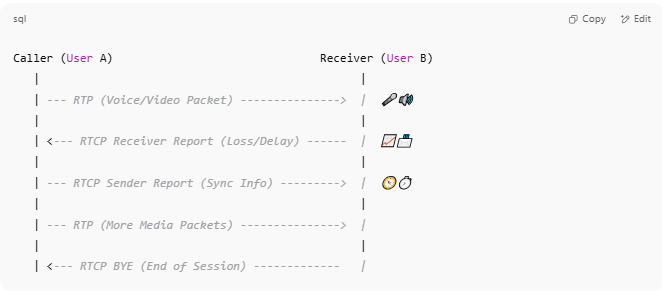 sql Copy Edit
Caller (User A) Receiver (User B)
| |
| --- RTP (Voice/Video Packet) --------------> | 🎤🔊
| |
| <--- RTCP Receiver Report (Loss/Delay) ------ | 📈📩
| |
| --- RTCP Sender Report (Sync Info) ---------> | 🧭⏱
| |
| --- RTP (More Media Packets) ---------------> |
| |
| <--- RTCP BYE (End of Session) ------------- |